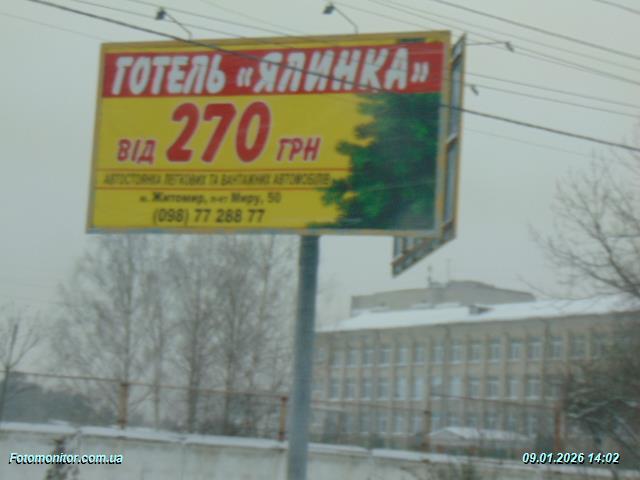 ГОТЕЛЬ «ЯЛИНКА»
ВІД 270 ГРН
АВТОСТОЯНКА ЛЕГКОВИХ ТА ВАНТАЖНИХ АВТОМОБІЛІВ
м. Житомир, п-кт Миру, 50
(098) 77 288 77
Fotomonitor.com.ua
09.01.2026 14:02